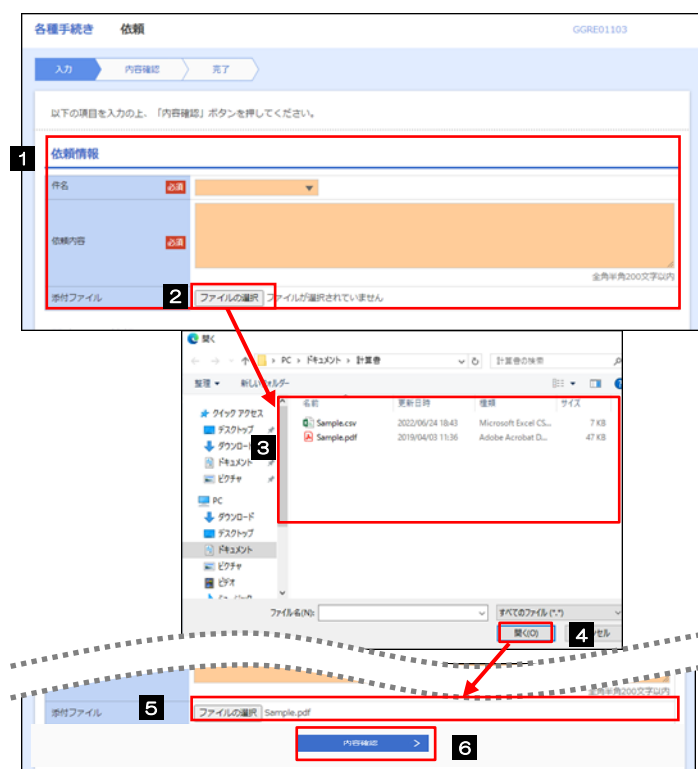 各種手続き 依頼 GGRE01103
入力 内容確認 完了
以下の項目を入力の上、「内容確認」ボタンを押してください。
1
依頼情報
件名 必須
依頼内容 必須
全角半角200文字以内
添付ファイル 2 ファイルの選択 ファイルが選択されていません
開く
PC › ドキュメント › 計算書 計算書の検索
整理 新しいフォルダー
名前 更新日時 種類 サイズ
クイック アクセス
Sample.csv 2022/06/24 18:43 Microsoft Excel CS... 7 KB
デスクトップ
Sample.pdf 2019/04/03 11:36 Adobe Acrobat D... 47 KB
ダウンロード
3
ドキュメント
ピクチャ
PC
ダウンロード
デスクトップ
ドキュメント
ピクチャ
ビデオ
ミュージック
ファイル名(N): すべてのファイル (*.*)
開く(O) 4
全角半角200文字以内
添付ファイル 5 ファイルの選択 Sample.pdf
内容確認 > 6